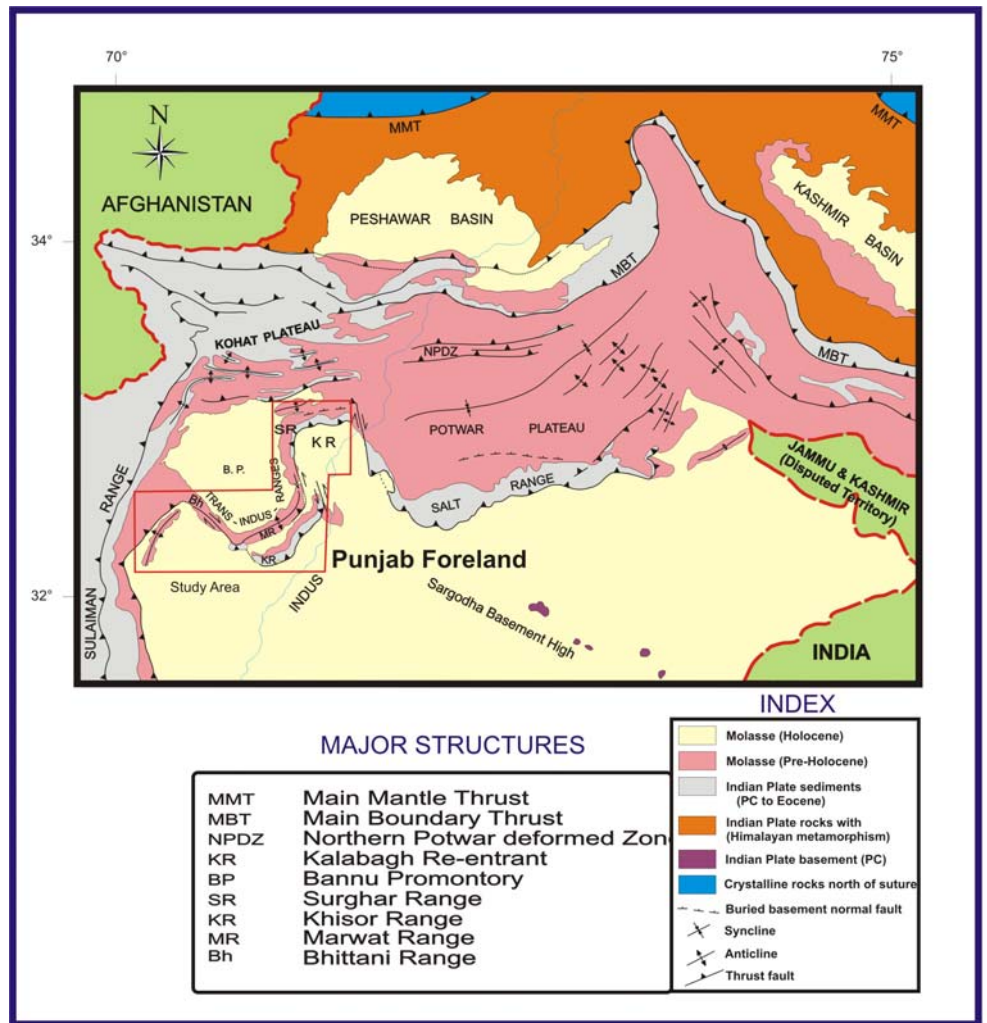 70°
75°
34°
32°
N
AFGHANISTAN
MMT
MMT
PESHAWAR BASIN
KASHMIR
BASIN
MBT
KOHAT PLATEAU
NPDZ
MBT
POTWAR PLATEAU
SR
K R
B. P.
TRANS
INDUS
RANGES
Bh
MR
KR
SALT RANGE
JAMMU & KASHMIR
(Disputed
Territory)
SULAIMAN RANGE
Study Area
INDUS
Punjab Foreland
Sargodha Basement High
INDIA
MAJOR STRUCTURES
MMT Main Mantle Thrust
MBT Main Boundary Thrust
NPDZ Northern Potwar deformed Zon
KR Kalabagh Re-entrant
BP Bannu Promontory
SR Surghar Range
KR Khisor Range
MR Marwat Range
Bh Bhittani Range
INDEX
Molasse (Holocene)
Molasse (Pre-Holocene)
Indian Plate sediments
(PC to Eocene)
Indian Plate rocks with
(Himalayan metamorphism)
Indian Plate basement (PC)
Crystalline rocks north of suture
Buried basement normal fault
Syncline
Anticline
Thrust fault